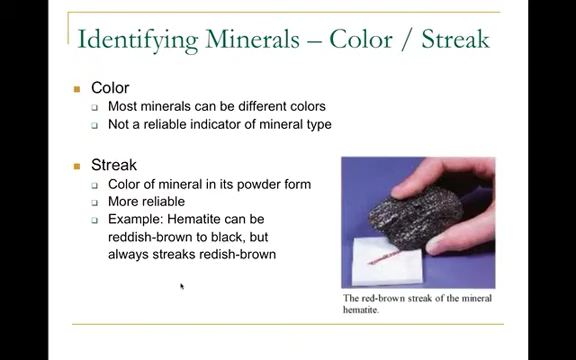 Identifying Minerals – Color / Streak
Color
Most minerals can be different colors
Not a reliable indicator of mineral type
Streak
Color of mineral in its powder form
More reliable
Example: Hematite can be
reddish-brown to black, but
always streaks redish-brown
The red-brown streak of the mineral
hematite.